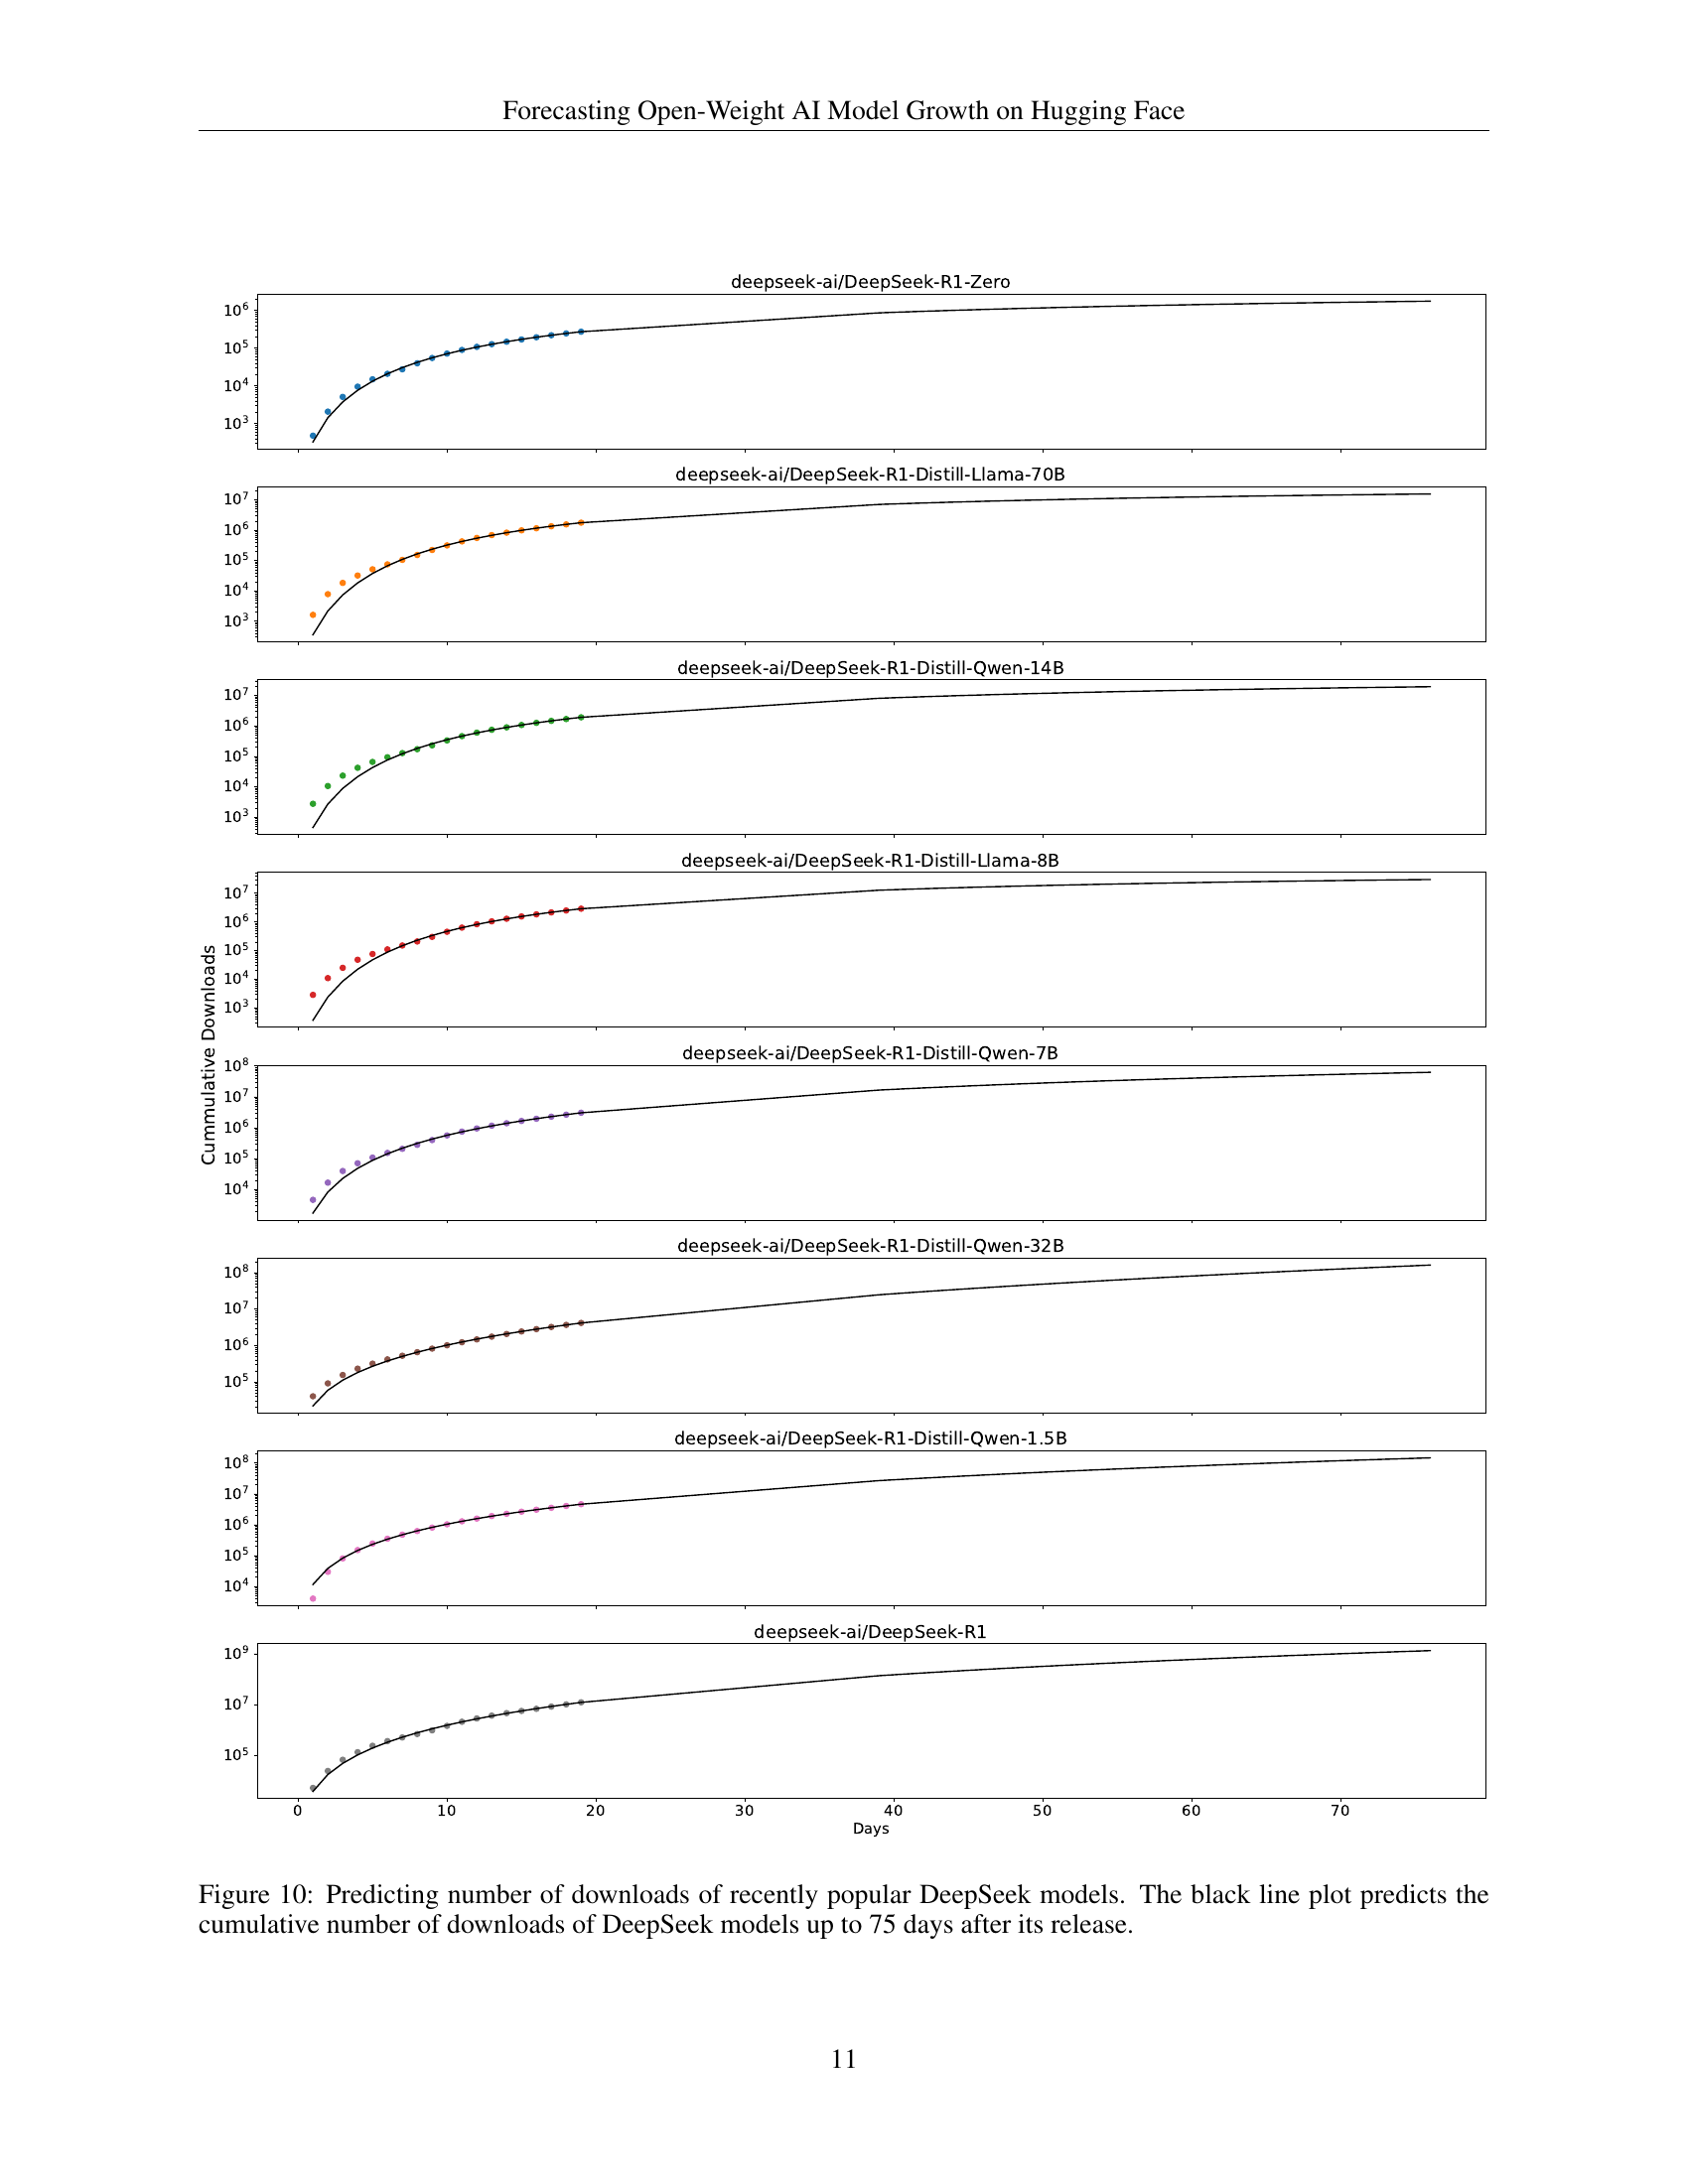 Forecasting Open-Weight AI Model Growth on Hugging Face
deepseek-ai/DeepSeek-R1-Zero
10^6
10^5
10^4
10^3
deepseek-ai/DeepSeek-R1-Distill-Llama-70B
10^7
10^6
10^5
10^4
10^3
deepseek-ai/DeepSeek-R1-Distill-Qwen-14B
10^7
10^6
10^5
10^4
10^3
deepseek-ai/DeepSeek-R1-Distill-Llama-8B
10^7
10^6
10^5
10^4
10^3
Cummulative Downloads
deepseek-ai/DeepSeek-R1-Distill-Qwen-7B
10^8
10^7
10^6
10^5
10^4
deepseek-ai/DeepSeek-R1-Distill-Qwen-32B
10^8
10^7
10^6
10^5
deepseek-ai/DeepSeek-R1-Distill-Qwen-1.5B
10^8
10^7
10^6
10^5
10^4
deepseek-ai/DeepSeek-R1
10^9
10^7
10^5
0 10 20 30 40 50 60 70
Days
Figure 10: Predicting number of downloads of recently popular DeepSeek models. The black line plot predicts the
cumulative number of downloads of DeepSeek models up to 75 days after its release.
11